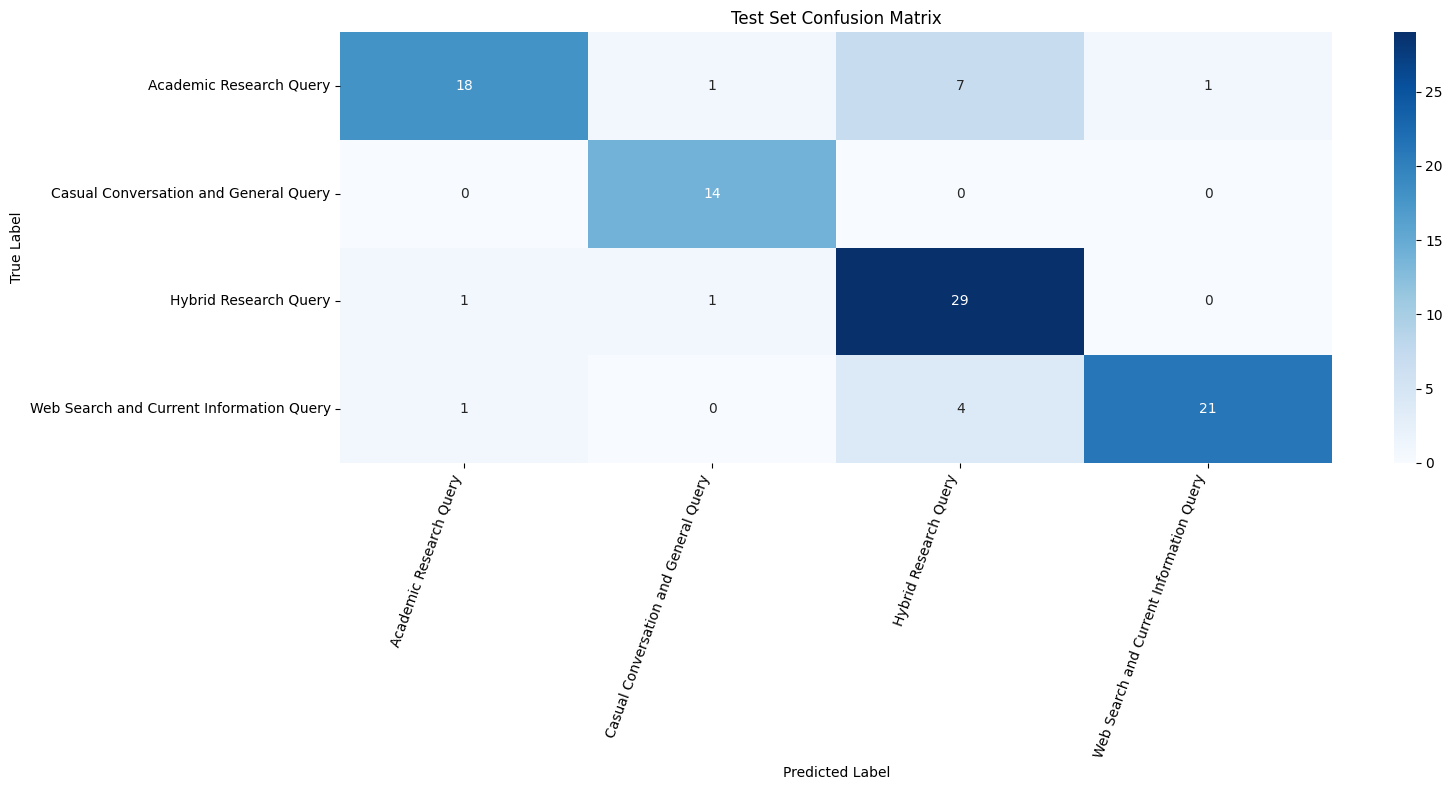 Test Set Confusion Matrix
True Label
Academic Research Query
18 1 7 1
Casual Conversation and General Query
0 14 0 0
Hybrid Research Query
1 1 29 0
Web Search and Current Information Query
1 0 4 21
25
20
15
10
5
0
Academic Research Query
Casual Conversation and General Query
Hybrid Research Query
Web Search and Current Information Query
Predicted Label